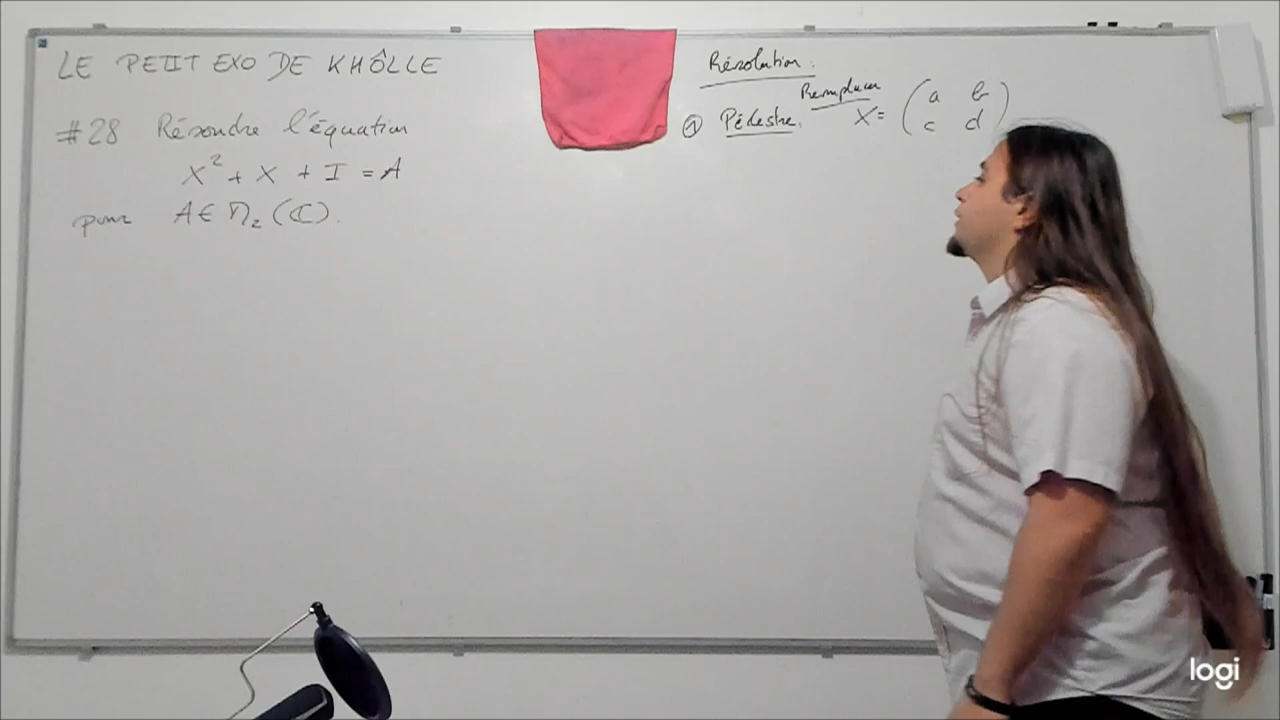 LE PETIT EXO DE KHÔLLE
#28 Résoudre l'équation
X² + X + I = A
pour A ∈ M₂(ℂ).
Résolution :
① Pédestre. Remplacer X = (a b
c d)
logi